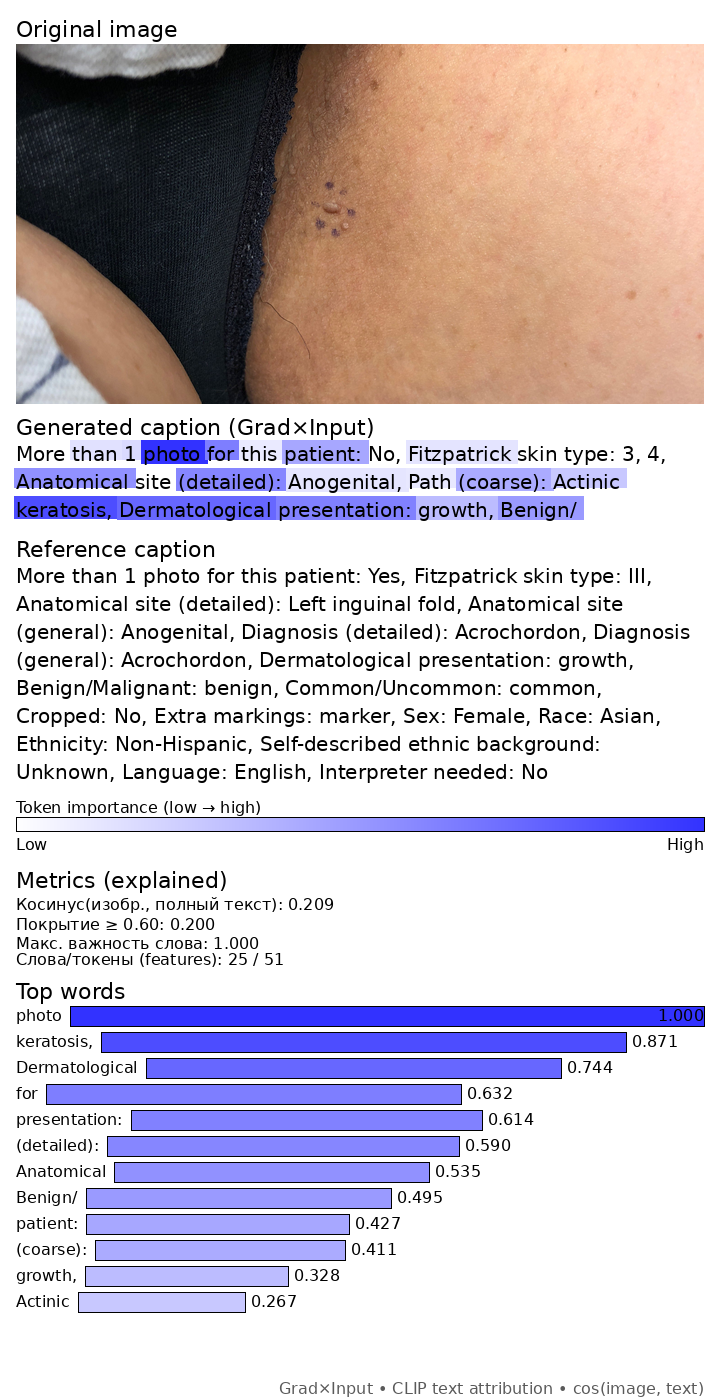 Original image
Generated caption (Grad×Input)
More than 1 photo for this patient: No, Fitzpatrick skin type: 3, 4,
Anatomical site (detailed): Anogenital, Path (coarse): Actinic
keratosis, Dermatological presentation: growth, Benign/
Reference caption
More than 1 photo for this patient: Yes, Fitzpatrick skin type: III,
Anatomical site (detailed): Left inguinal fold, Anatomical site
(general): Anogenital, Diagnosis (detailed): Acrochordon, Diagnosis
(general): Acrochordon, Dermatological presentation: growth,
Benign/Malignant: benign, Common/Uncommon: common,
Cropped: No, Extra markings: marker, Sex: Female, Race: Asian,
Ethnicity: Non-Hispanic, Self-described ethnic background:
Unknown, Language: English, Interpreter needed: No
Token importance (low → high)
Low High
Metrics (explained)
Косинус(изобр., полный текст): 0.209
Покрытие ≥ 0.60: 0.200
Макс. важность слова: 1.000
Слова/токены (features): 25 / 51
Top words
photo 1.000
keratosis, 0.871
Dermatological 0.744
for 0.632
presentation: 0.614
(detailed): 0.590
Anatomical 0.535
Benign/ 0.495
patient: 0.427
(coarse): 0.411
growth, 0.328
Actinic 0.267
Grad×Input • CLIP text attribution • cos(image, text)